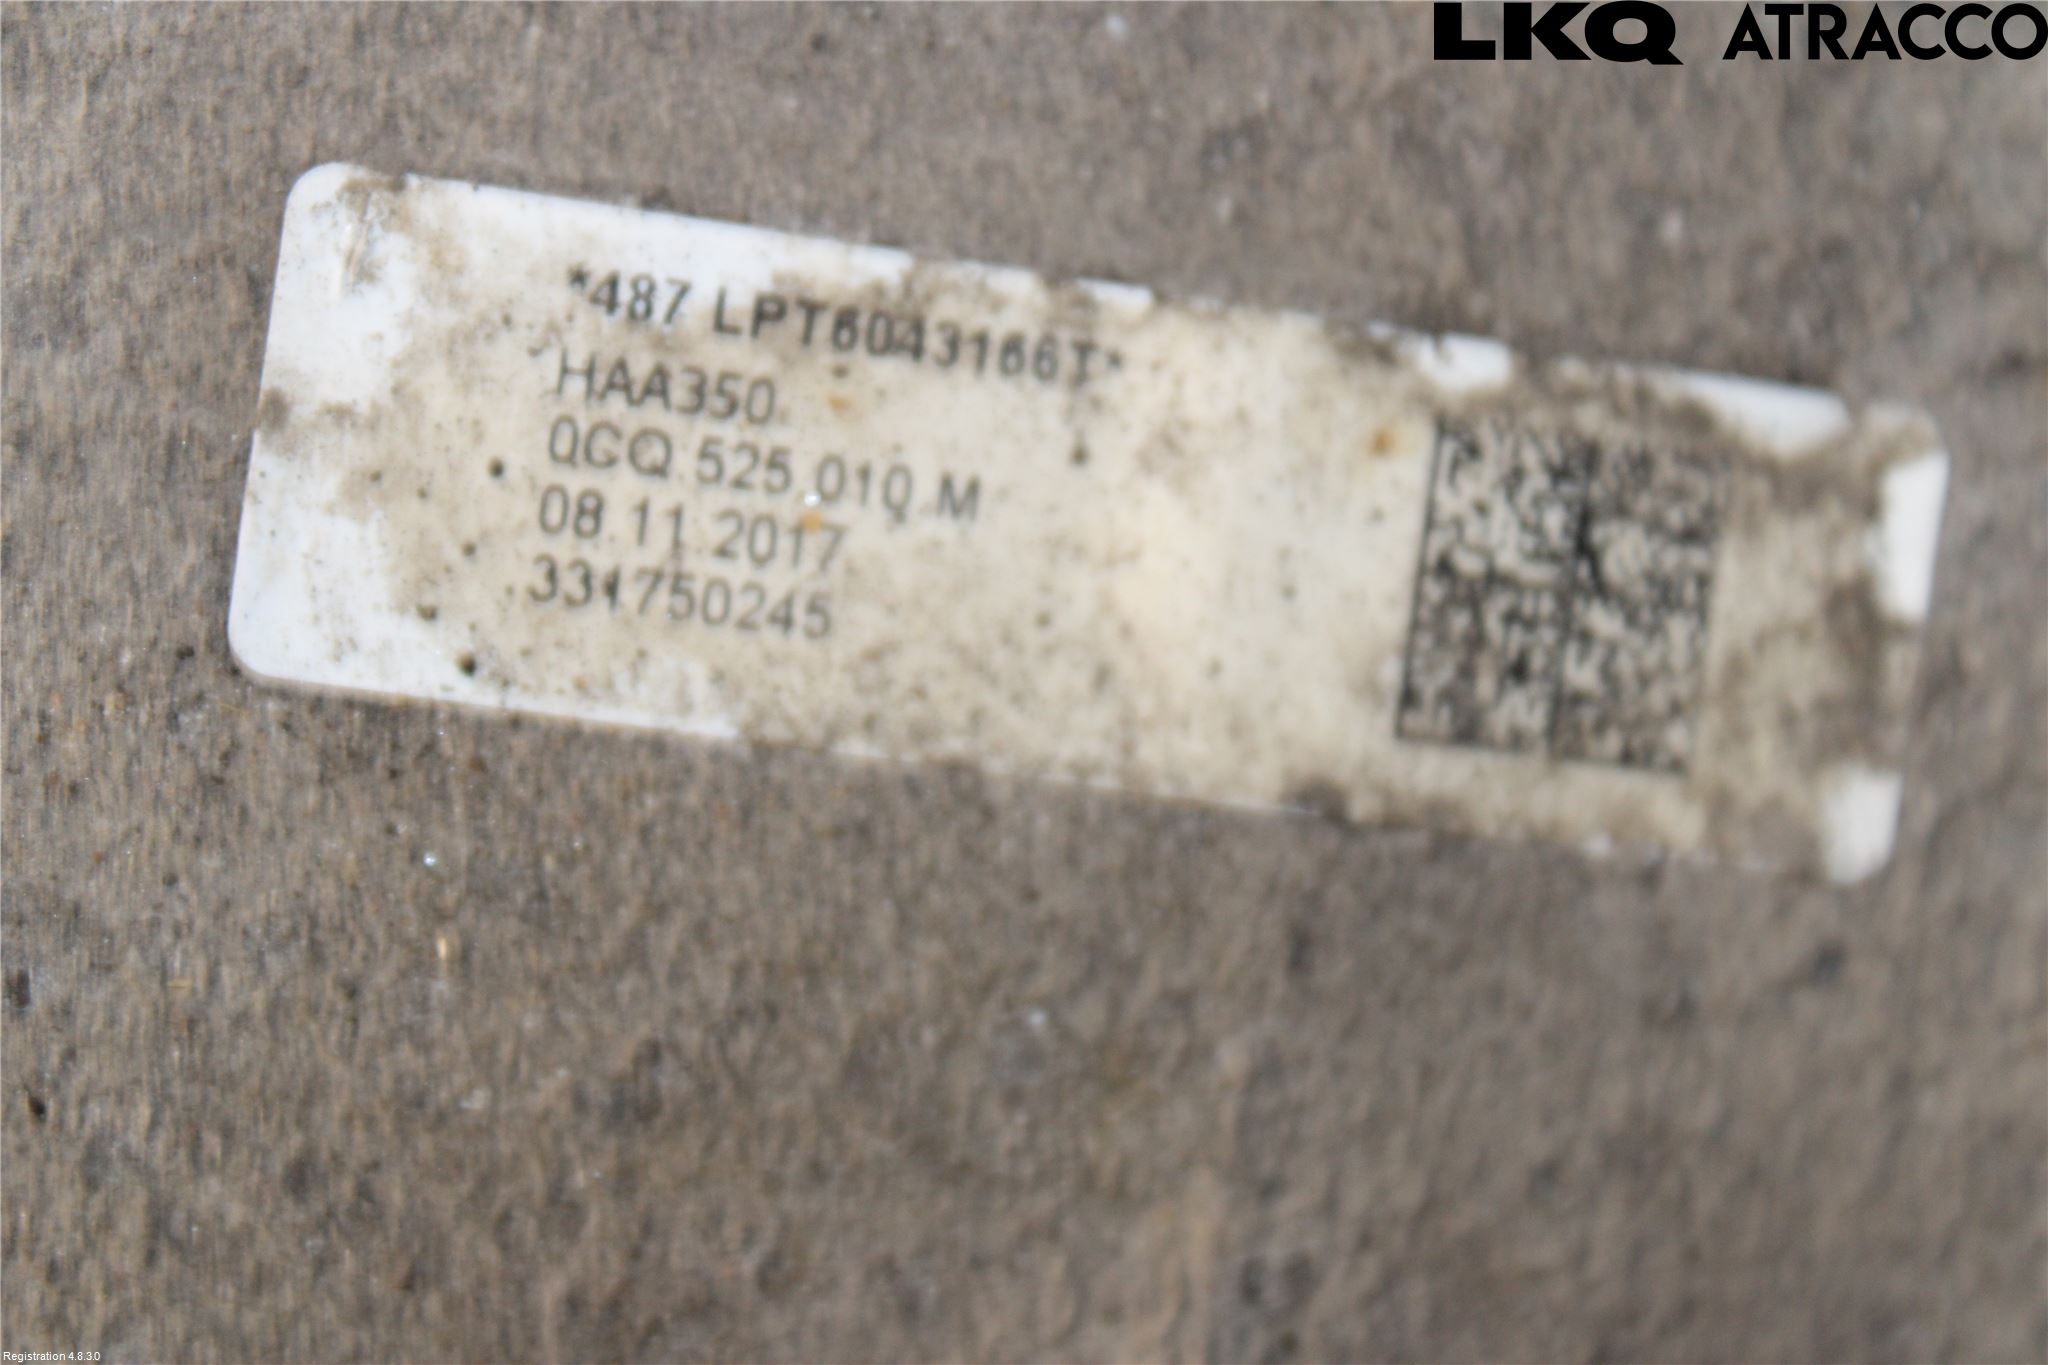 LKQ ATRACCO
*487 LPT6043166T*
HAA350
0CQ 525 010 M
08.11.2017
331750245
Registration 4.8.3.0